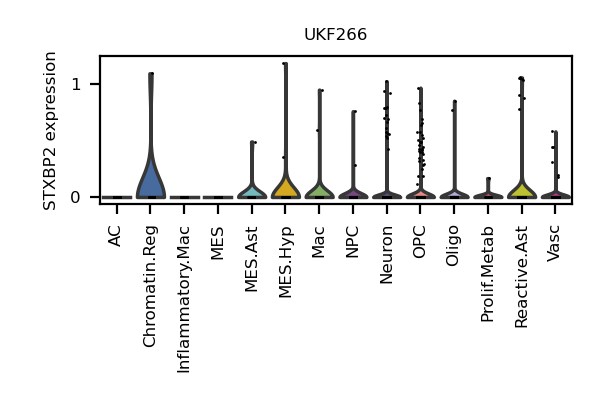 UKF266
STXBP2 expression
1
0
AC
Chromatin.Reg
Inflammatory.Mac
MES
MES.Ast
MES.Hyp
Mac
NPC
Neuron
OPC
Oligo
Prolif.Metab
Reactive.Ast
Vasc